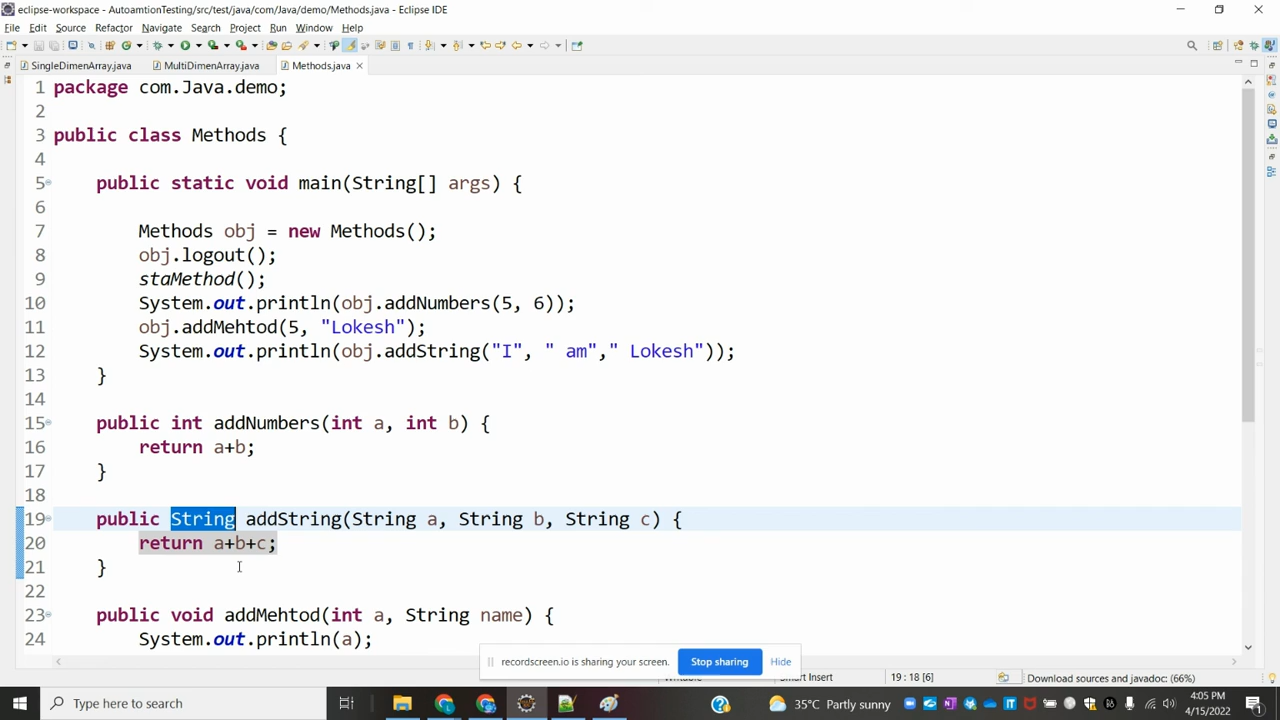 eclipse-workspace - AutoamtionTesting/src/test/java/com/Java/demo/Methods.java - Eclipse IDE
File Edit Source Refactor Navigate Search Project Run Window Help
SingleDimenArray.java MultiDimenArray.java Methods.java
1 package com.Java.demo;
2
3 public class Methods {
4
5 public static void main(String[] args) {
6
7 Methods obj = new Methods();
8 obj.logout();
9 staMethod();
10 System.out.println(obj.addNumbers(5, 6));
11 obj.addMehtod(5, "Lokesh");
12 System.out.println(obj.addString("I", " am"," Lokesh"));
13 }
14
15 public int addNumbers(int a, int b) {
16 return a+b;
17 }
18
19 public String addString(String a, String b, String c) {
20 return a+b+c;
21 }
22
23 public void addMehtod(int a, String name) {
24 System.out.println(a);
recordscreen.io is sharing your screen. Stop sharing Hide
Smart Insert 19 : 18 [6] Download sources and javadoc: (66%)
Type here to search 35°C Partly sunny 4:05 PM
4/15/2022